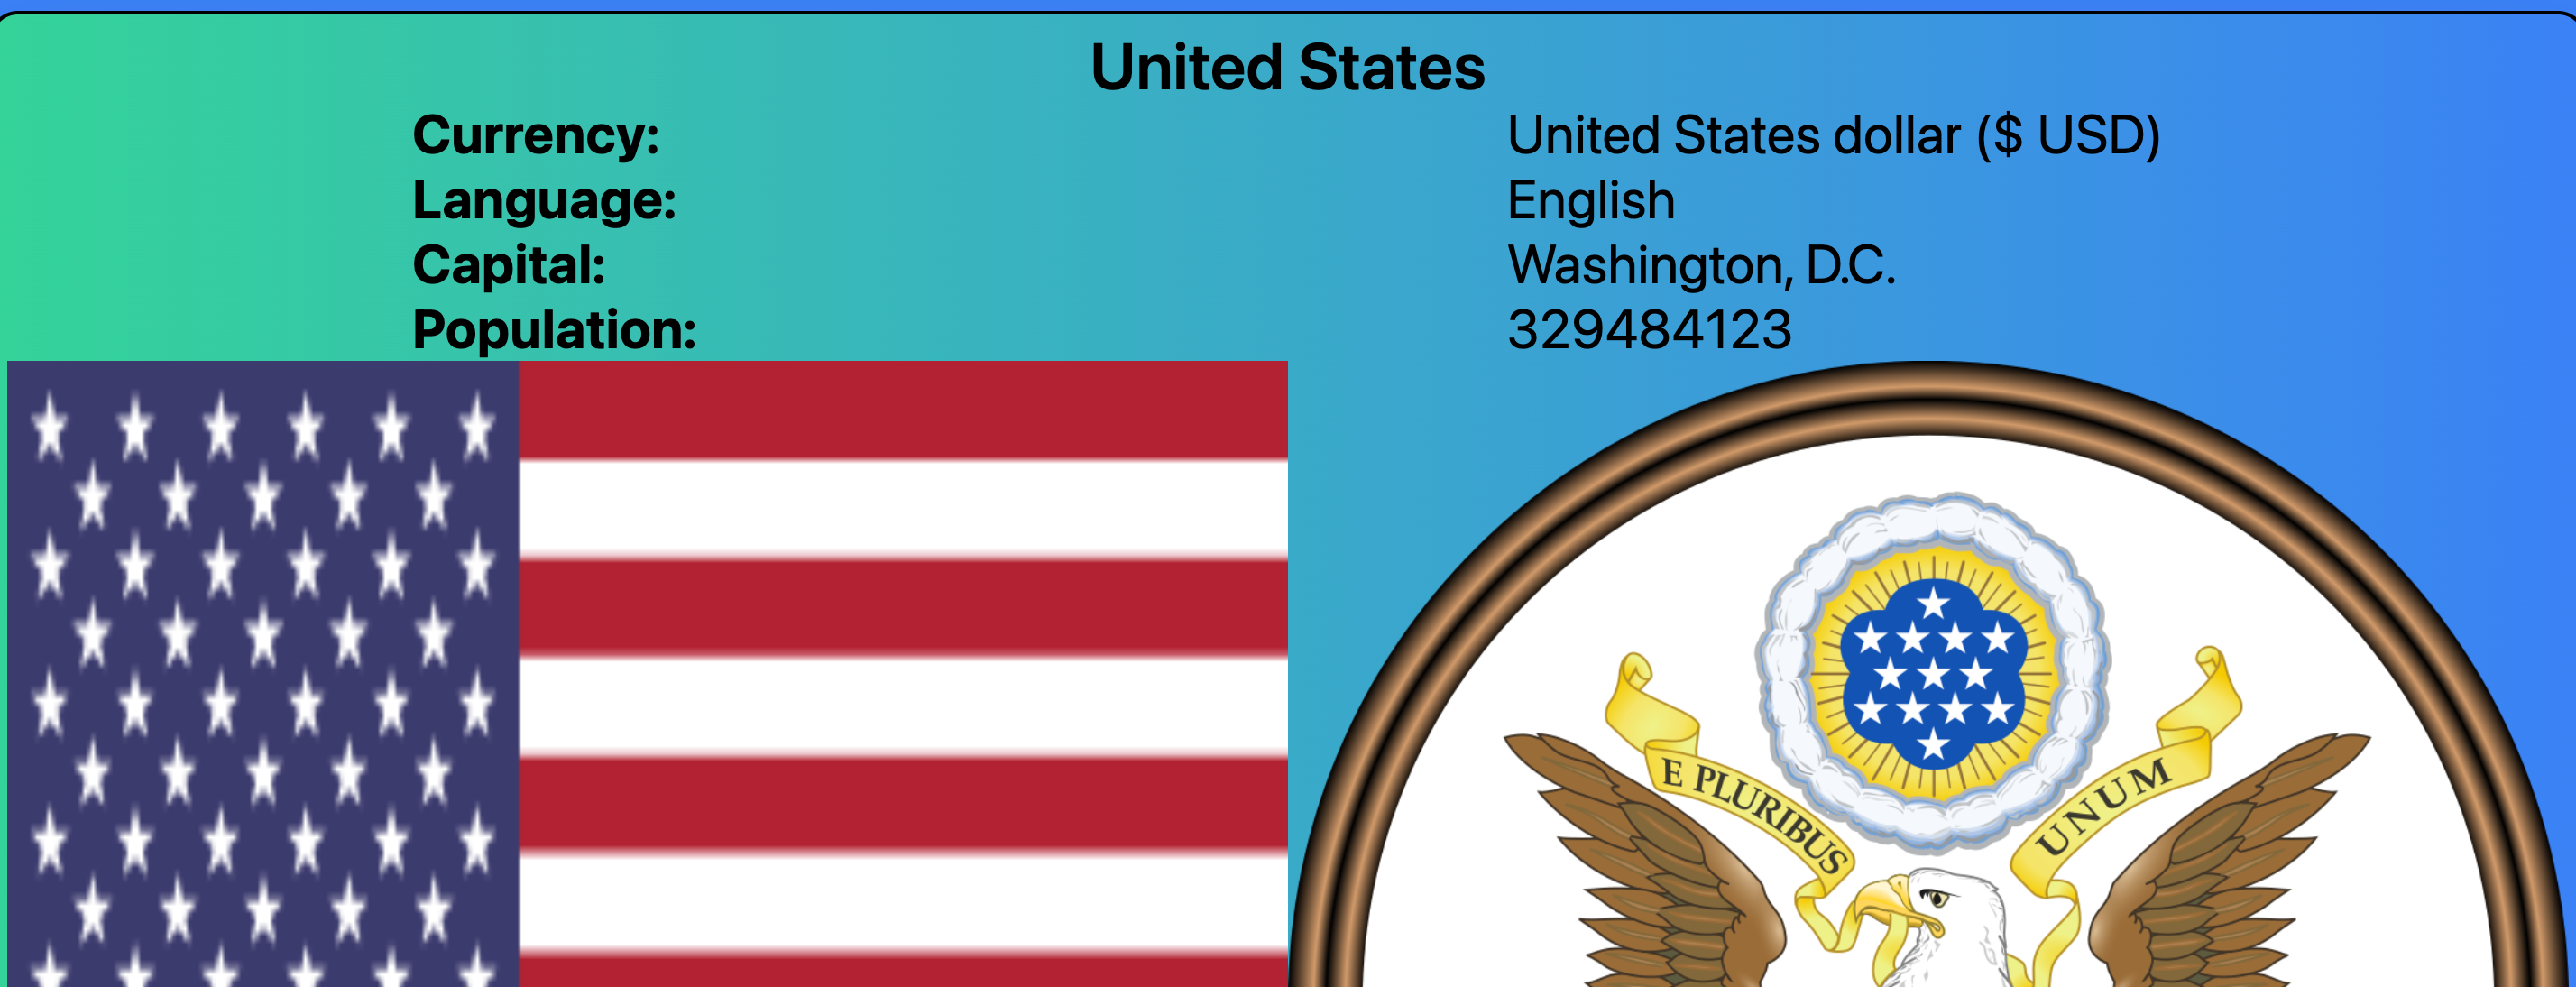 United States
Currency: United States dollar ($ USD)
Language: English
Capital: Washington, D.C.
Population: 329484123
E PLURIBUS UNUM